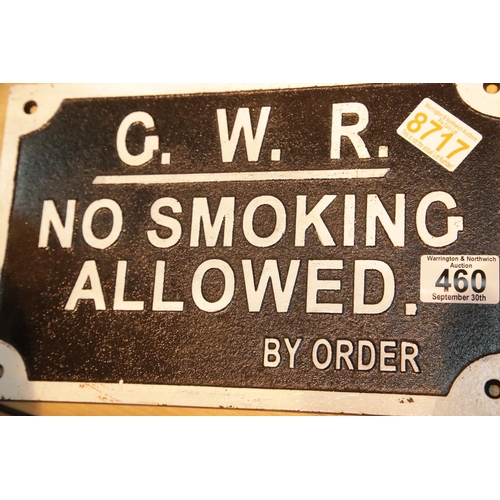 G. W. R.
NO SMOKING
ALLOWED.
BY ORDER
8717
Warrington & Northwich
Auction
460
September 30th